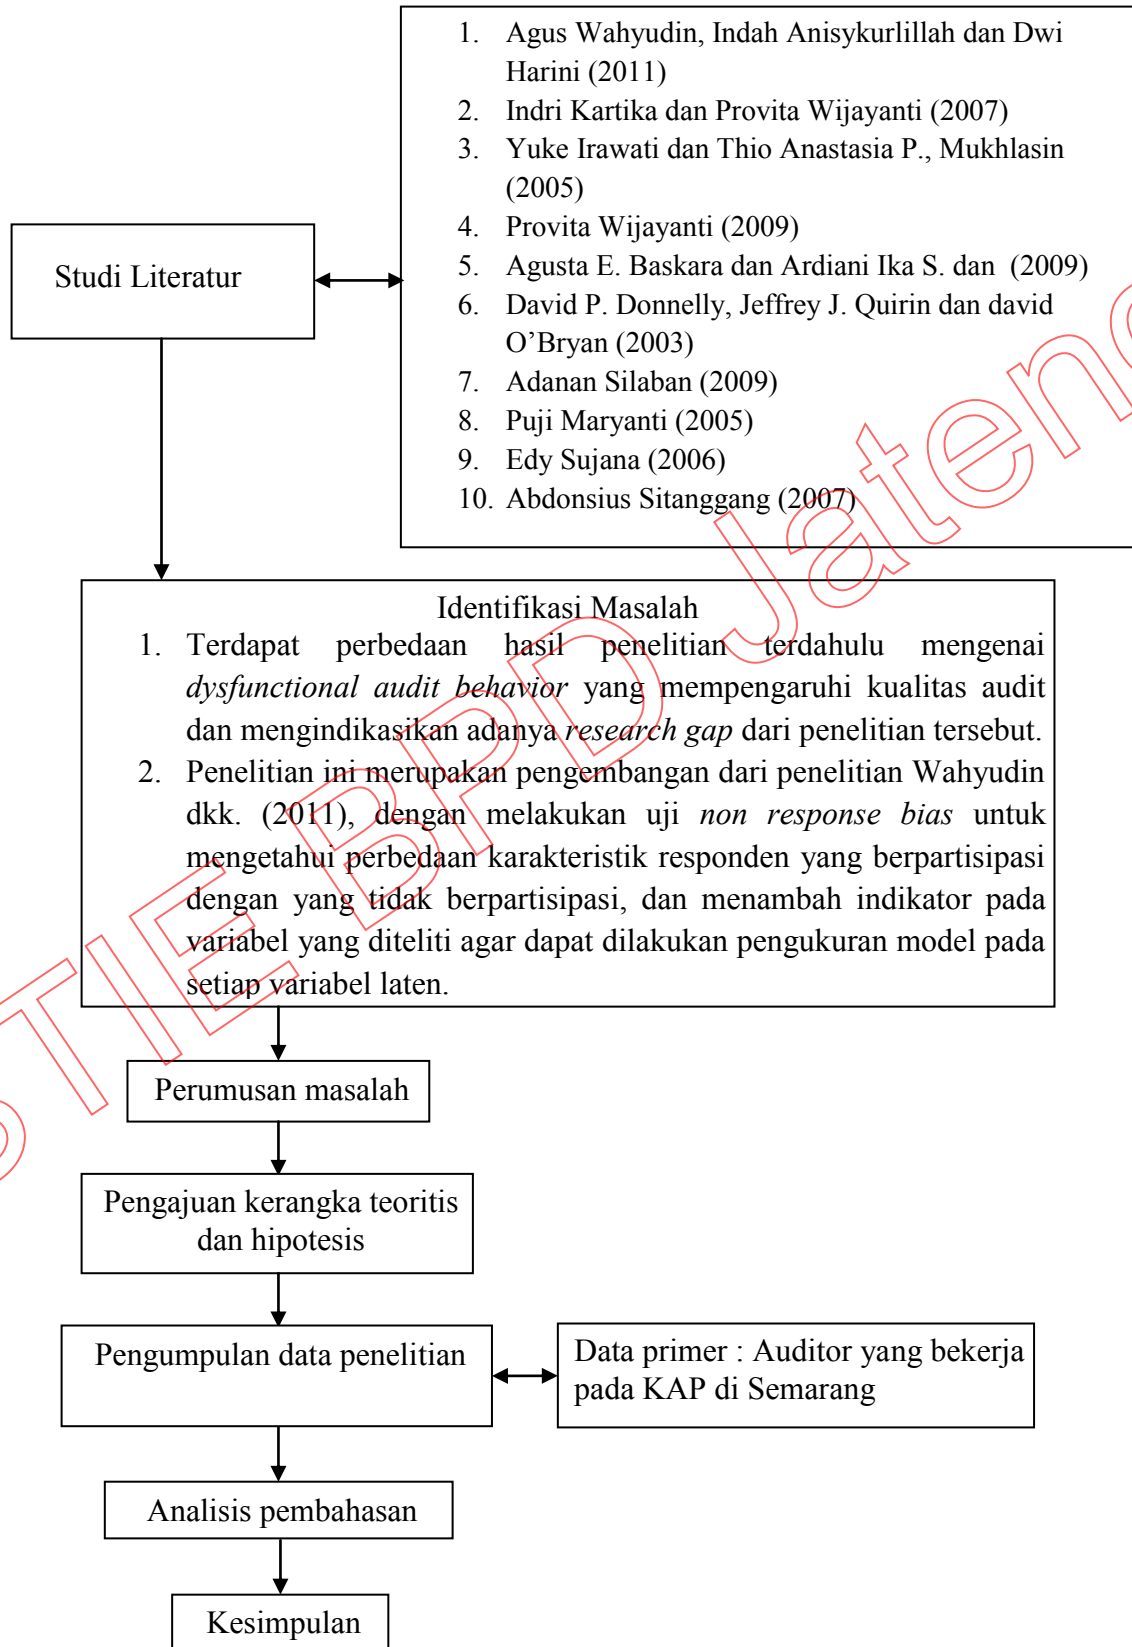 1. Agus Wahyudin, Indah Anisykurlillah dan Dwi
Harini (2011)
2. Indri Kartika dan Provita Wijayanti (2007)
3. Yuke Irawati dan Thio Anastasia P., Mukhlasin
(2005)
4. Provita Wijayanti (2009)
5. Agusta E. Baskara dan Ardiani Ika S. dan (2009)
6. David P. Donnelly, Jeffrey J. Quirin dan david
O’Bryan (2003)
7. Adanan Silaban (2009)
8. Puji Maryanti (2005)
9. Edy Sujana (2006)
10. Abdonsius Sitanggang (2007)
Studi Literatur
Identifikasi Masalah
1. Terdapat perbedaan hasil penelitian terdahulu mengenai
dysfunctional audit behavior yang mempengaruhi kualitas audit
dan mengindikasikan adanya research gap dari penelitian tersebut.
2. Penelitian ini merupakan pengembangan dari penelitian Wahyudin
dkk. (2011), dengan melakukan uji non response bias untuk
mengetahui perbedaan karakteristik responden yang berpartisipasi
dengan yang tidak berpartisipasi, dan menambah indikator pada
variabel yang diteliti agar dapat dilakukan pengukuran model pada
setiap variabel laten.
Perumusan masalah
Pengajuan kerangka teoritis
dan hipotesis
Pengumpulan data penelitian
Data primer : Auditor yang bekerja
pada KAP di Semarang
Analisis pembahasan
Kesimpulan
STIE BPD Jateng